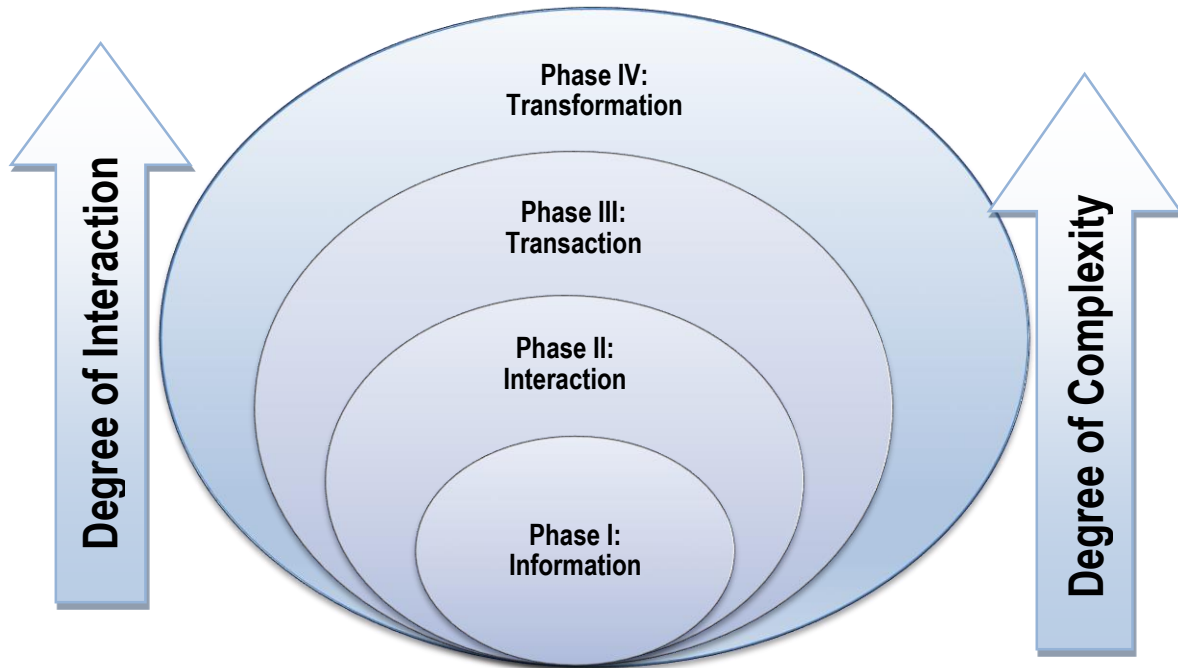 Phase IV:
Transformation
Phase III:
Transaction
Phase II:
Interaction
Phase I:
Information
Degree of Interaction
Degree of Complexity